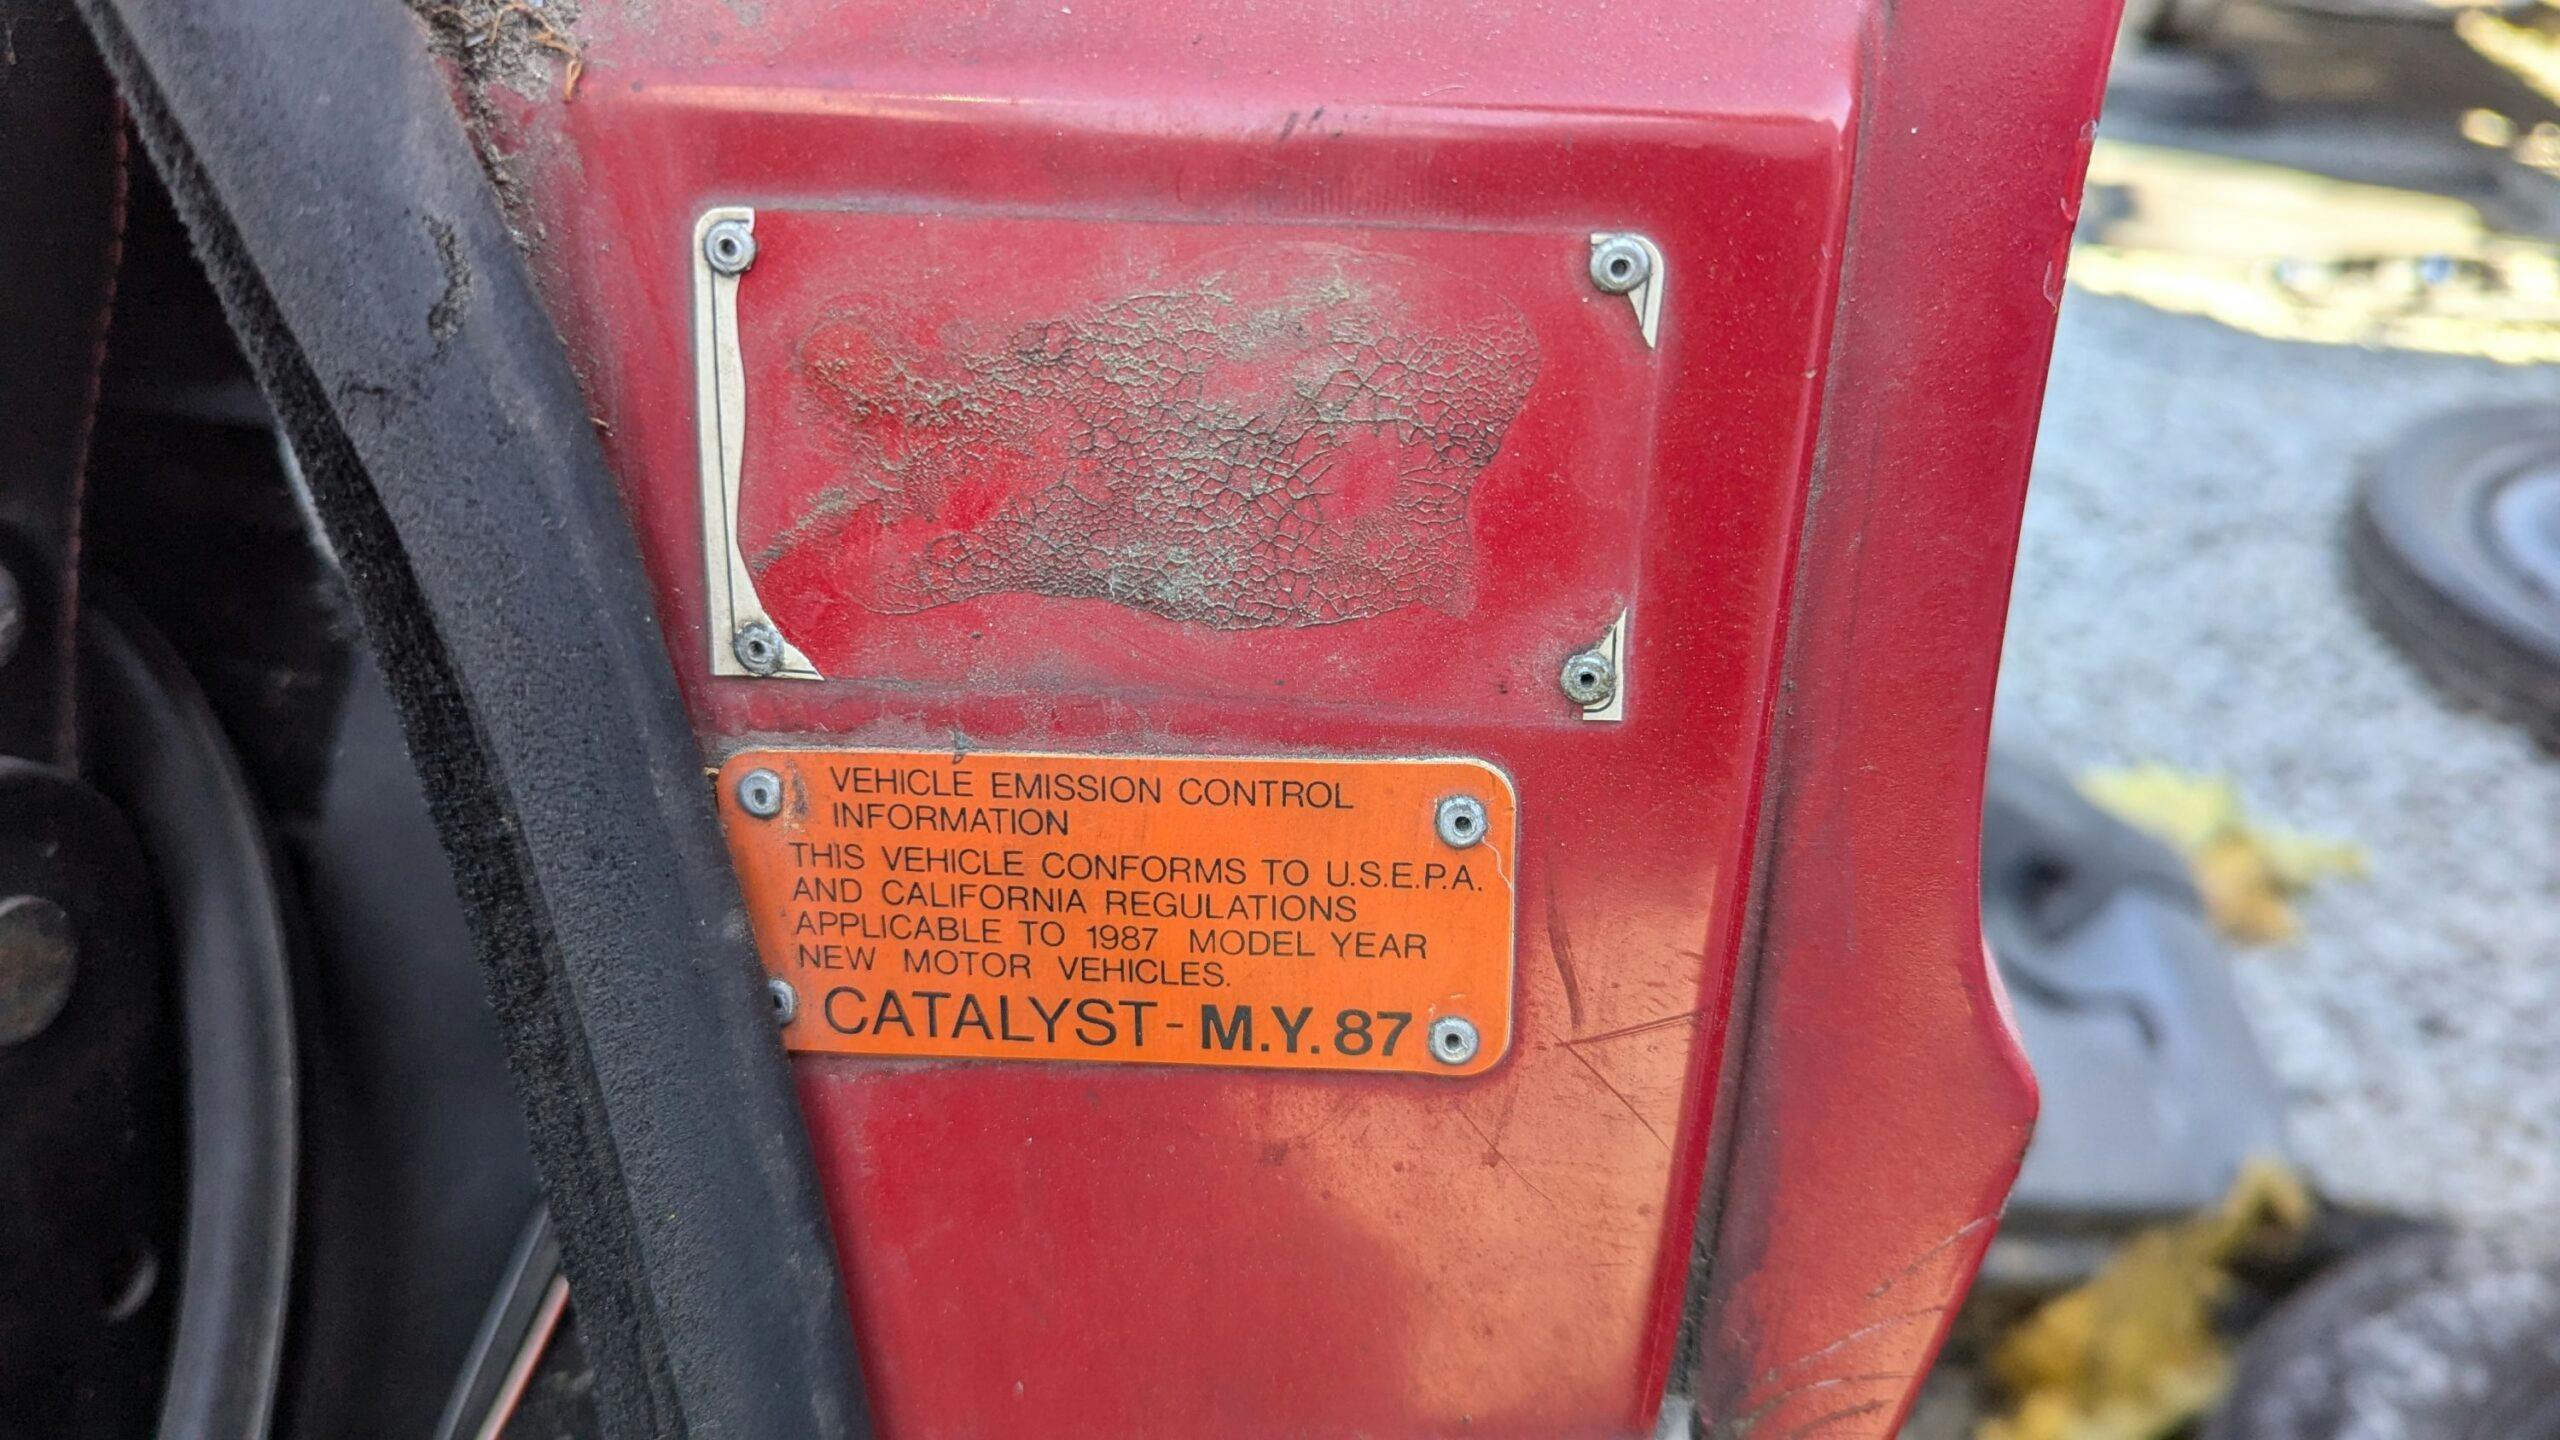 VEHICLE EMISSION CONTROL
INFORMATION
THIS VEHICLE CONFORMS TO U.S.E.P.A.
AND CALIFORNIA REGULATIONS
APPLICABLE TO 1987 MODEL YEAR
NEW MOTOR VEHICLES.
CATALYST - M.Y. 87